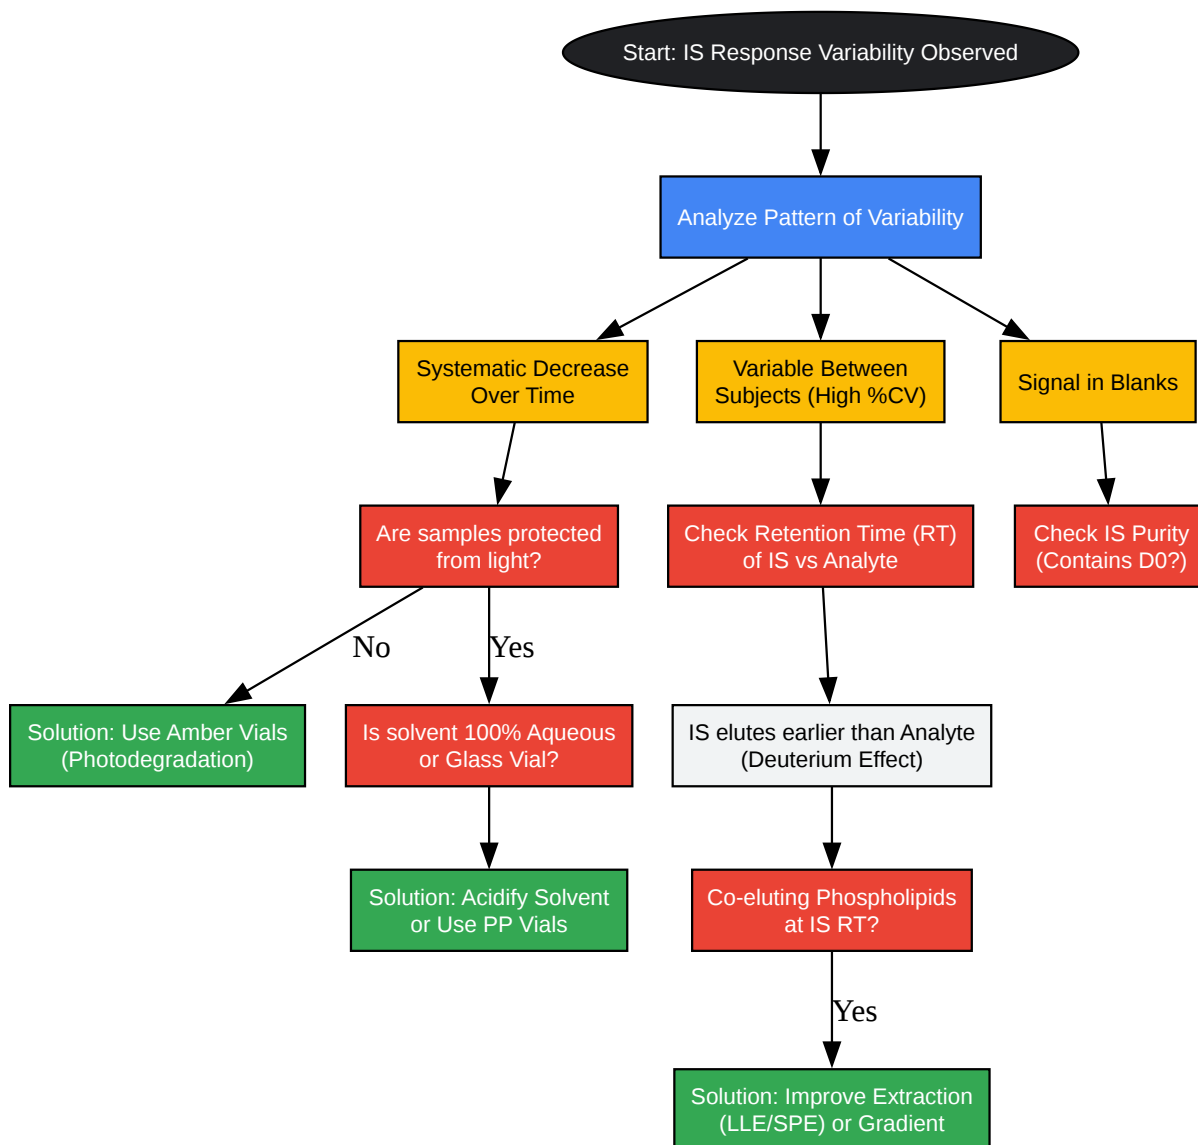 Start: IS Response Variability Observed
Analyze Pattern of Variability
Systematic Decrease
Over Time
Variable Between
Subjects (High %CV)
Signal in Blanks
Are samples protected
from light?
Check Retention Time (RT)
of IS vs Analyte
Check IS Purity
(Contains D0?)
No
Yes
Solution: Use Amber Vials
(Photodegradation)
Is solvent 100% Aqueous
or Glass Vial?
IS elutes earlier than Analyte
(Deuterium Effect)
Solution: Acidify Solvent
or Use PP Vials
Co-eluting Phospholipids
at IS RT?
Yes
Solution: Improve Extraction
(LLE/SPE) or Gradient